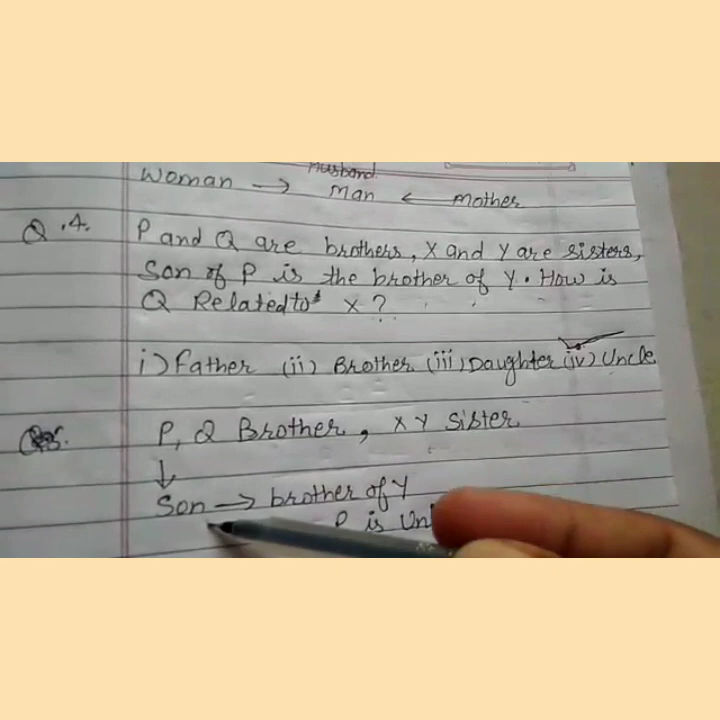 Husband
Woman → Man ← Mother
Q.4. P and Q are brothers, X and Y are sisters,
Son of P is the brother of Y. How is
Q Related to X?
i) Father (ii) Brother (iii) Daughter (iv) Uncle
P, Q Brother, X Y Sister
↓
Son → brother of Y
is